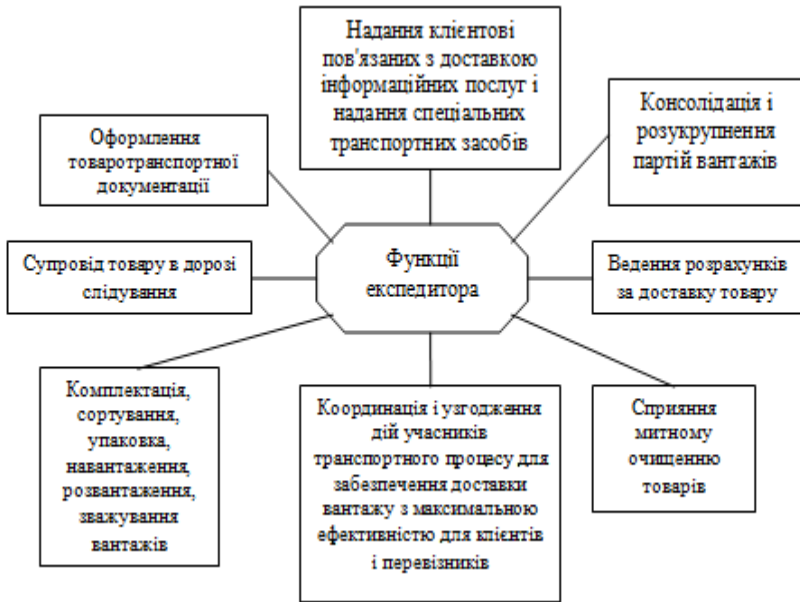 Надання клієнтові
пов'язаних з доставкою
інформаційних послуг і
надання спеціальних
транспортних засобів
Консолідація і
розукрупнення
партій вантажів
Оформлення
товаротранспортної
документації
Функції
експедитора
Супровід товару в дорозі
слідування
Ведення розрахунків
за доставку товару
Комплектація,
сортування,
упаковка,
навантаження,
розвантаження,
зважування
вантажів
Координація і узгодження
дій учасників
транспортного процесу для
забезпечення доставки
вантажу з максимальною
ефективністю для клієнтів
і перевізників
Сприяння
митному
очищенню
товарів